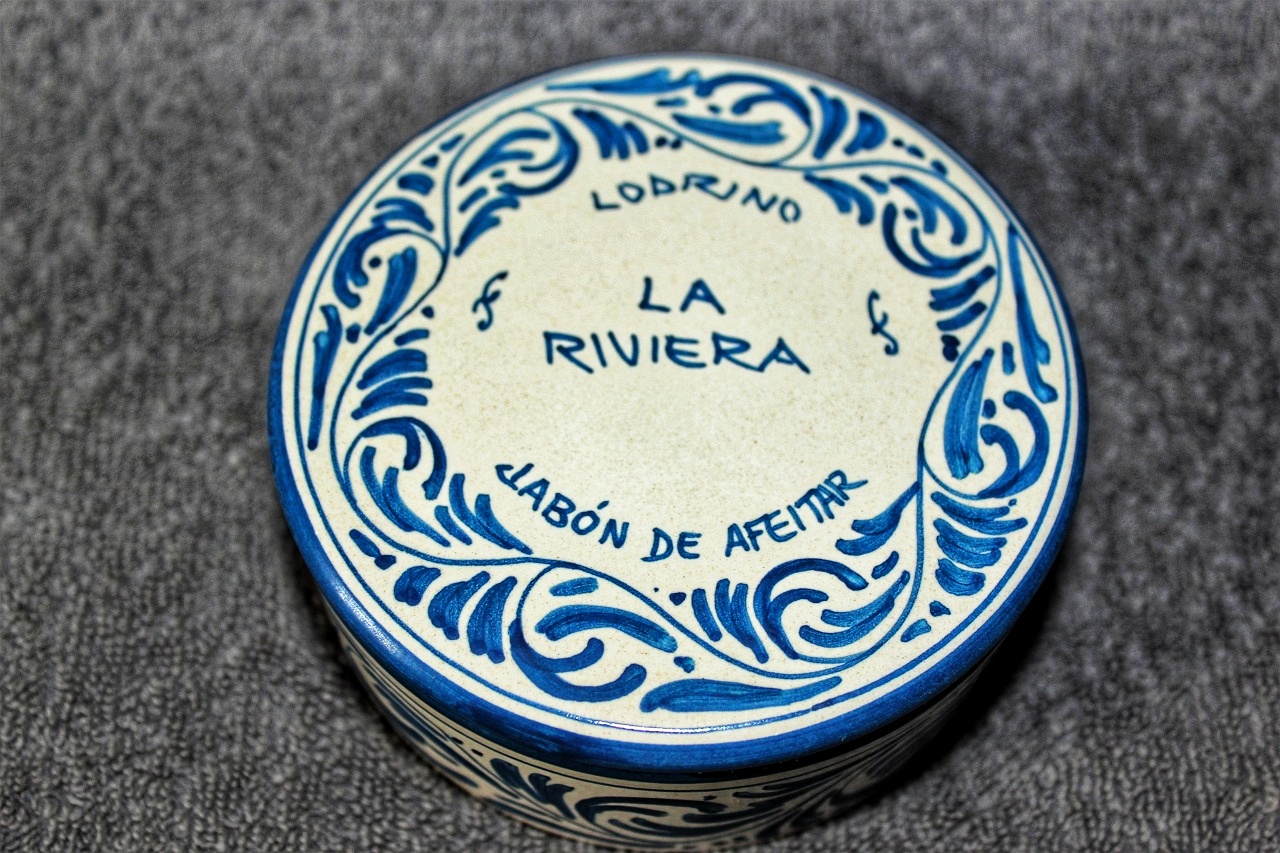 LODRINO
LA
RIVIERA
JABÓN DE AFEITAR